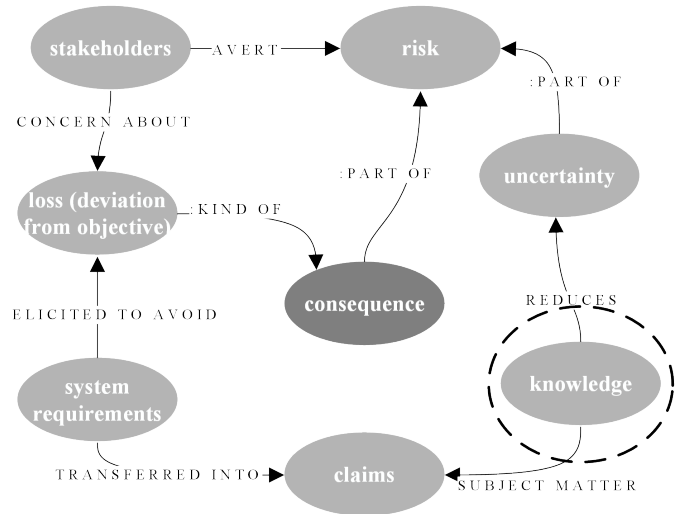 stakeholders
AVERT
risk
:PART OF
CONCERN ABOUT
:PART OF
uncertainty
loss (deviation
from objective)
:KIND OF
consequence
REDUCES
ELICITED TO AVOID
system
requirements
knowledge
TRANSFERRED INTO
claims
SUBJECT MATTER